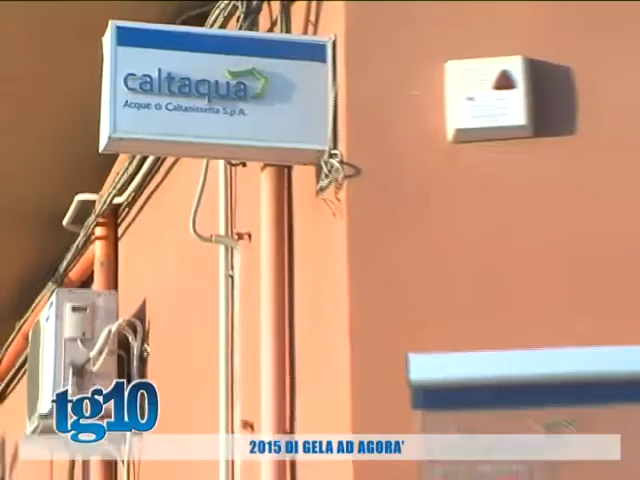 caltaqua
Acque di Caltanissetta S.p.A.
tg10
2015 DI GELA AD AGORA'